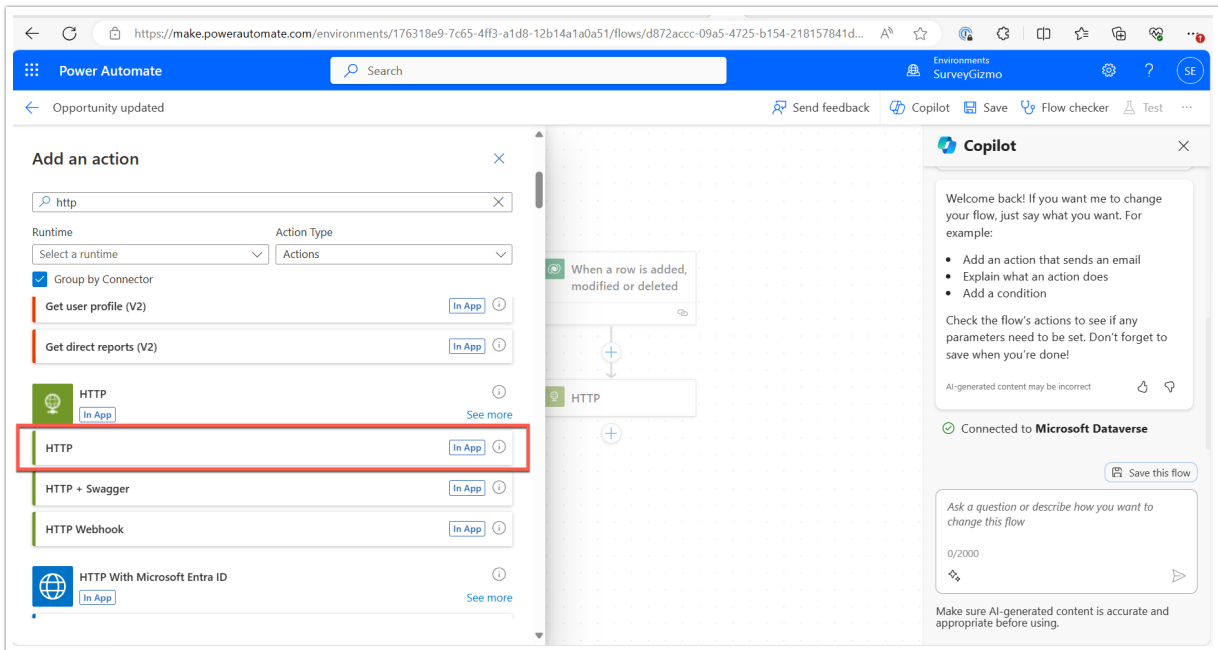 https://make.powerautomate.com/environments/176318e9-7c65-4ff3-a1d8-12b14a1a0a51/flows/d872accc-09a5-4725-b154-218157841d...
Power Automate
Search
Environments
SurveyGizmo
?
SE
Opportunity updated
Send feedback
Copilot
Save
Flow checker
Test
...
Add an action
http
Runtime
Action Type
Select a runtime
Actions
Group by Connector
Get user profile (V2)
In App
Get direct reports (V2)
In App
HTTP
In App
See more
HTTP
In App
HTTP + Swagger
In App
HTTP Webhook
In App
HTTP With Microsoft Entra ID
In App
See more
When a row is added,
modified or deleted
HTTP
Copilot
Welcome back! If you want me to change
your flow, just say what you want. For
example:
• Add an action that sends an email
• Explain what an action does
• Add a condition
Check the flow's actions to see if any
parameters need to be set. Don't forget to
save when you're done!
AI-generated content may be incorrect
Connected to Microsoft Dataverse
Save this flow
Ask a question or describe how you want to
change this flow
0/2000
Make sure AI-generated content is accurate and
appropriate before using.